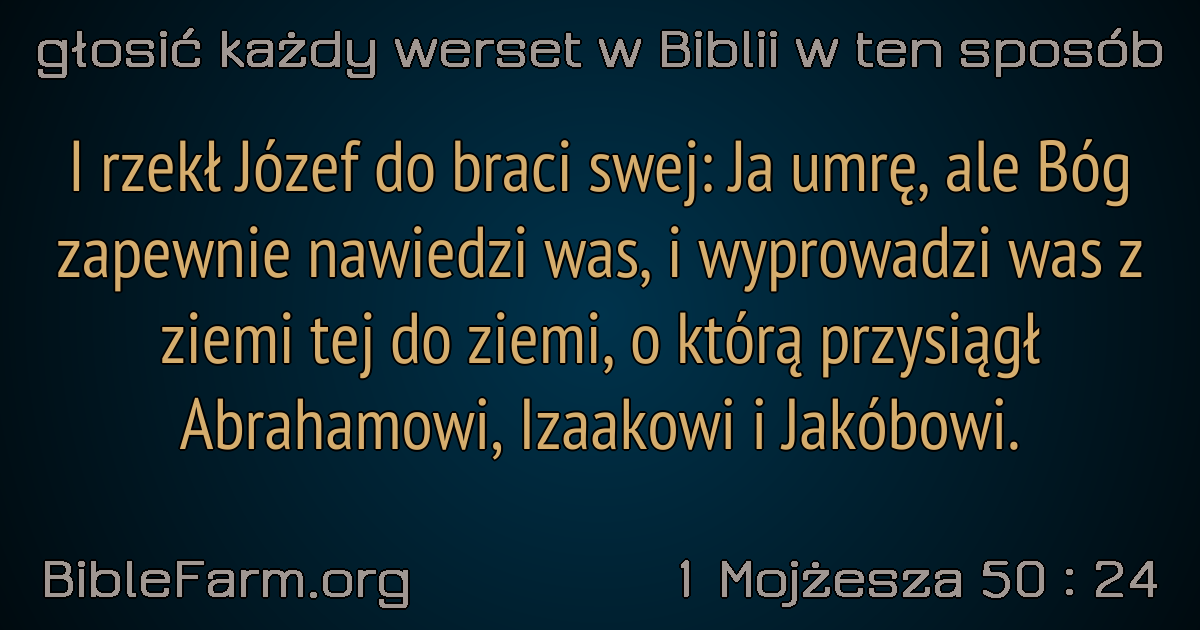 głosić każdy werset w Biblii w ten sposób
I rzekł Józef do braci swej: Ja umrę, ale Bóg
zapewnie nawiedzi was, i wyprowadzi was z
ziemi tej do ziemi, o którą przysiągł
Abrahamowi, Izaakowi i Jakóbowi.
BibleFarm.org
1 Mojżesza 50 : 24